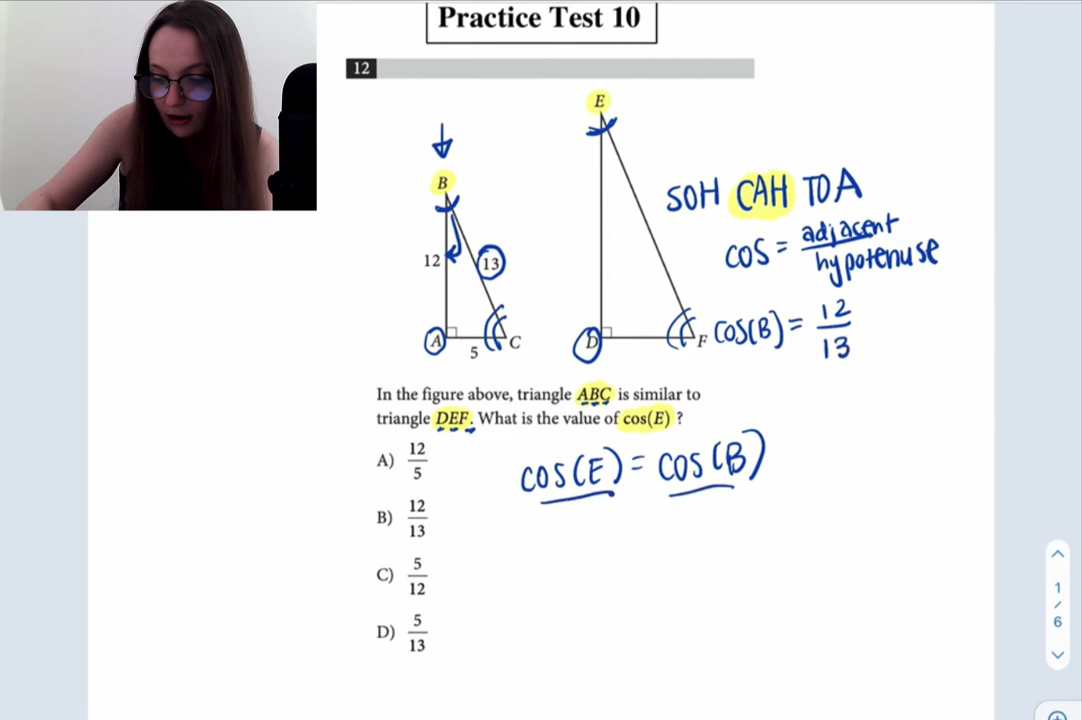 Practice Test 10
12
E
B
SOH CAH TOA
cos = adjacent
hypotenuse
12
13
A
C
5
D
F
cos(B) = 12
13
In the figure above, triangle ABC is similar to
triangle DEF. What is the value of cos(E) ?
A) 12/5
cos(E) = cos(B)
B) 12/13
C) 5/12
D) 5/13
1
/
6